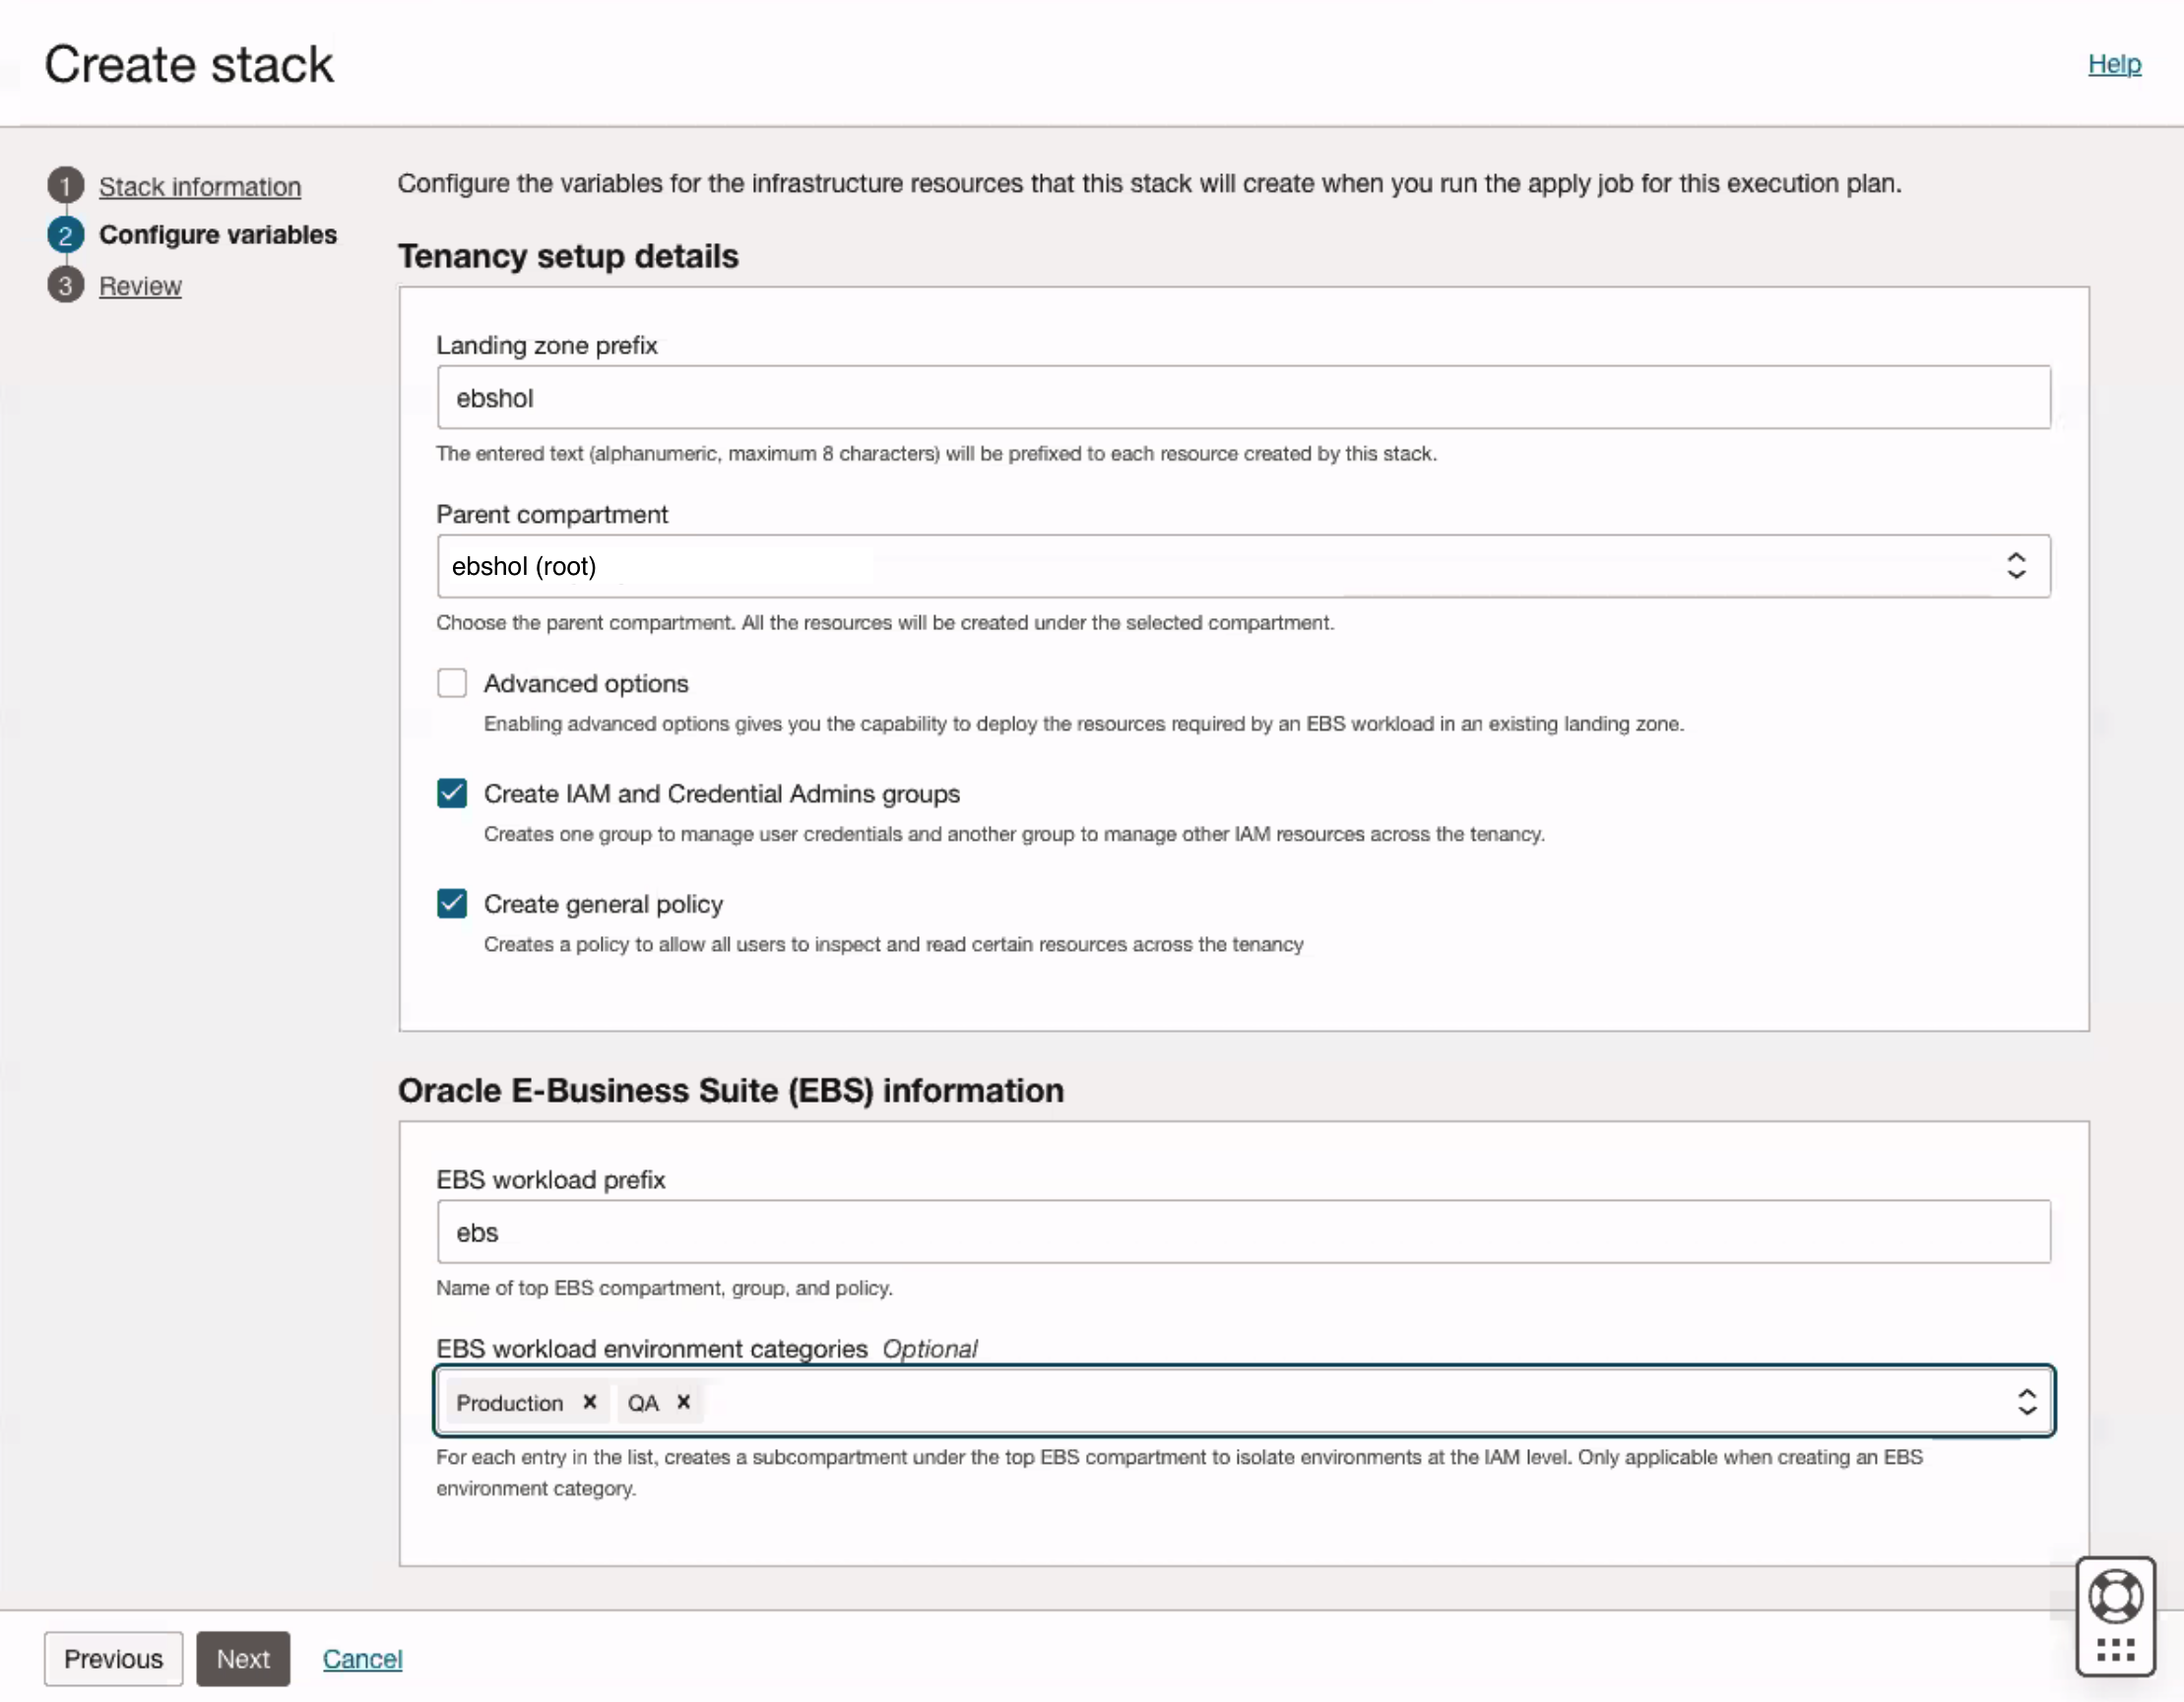 Create stack
Help
1 Stack information
2 Configure variables
3 Review
Configure the variables for the infrastructure resources that this stack will create when you run the apply job for this execution plan.
Tenancy setup details
Landing zone prefix
ebshol
The entered text (alphanumeric, maximum 8 characters) will be prefixed to each resource created by this stack.
Parent compartment
ebshol (root)
Choose the parent compartment. All the resources will be created under the selected compartment.
Advanced options
Enabling advanced options gives you the capability to deploy the resources required by an EBS workload in an existing landing zone.
Create IAM and Credential Admins groups
Creates one group to manage user credentials and another group to manage other IAM resources across the tenancy.
Create general policy
Creates a policy to allow all users to inspect and read certain resources across the tenancy
Oracle E-Business Suite (EBS) information
EBS workload prefix
ebs
Name of top EBS compartment, group, and policy.
EBS workload environment categories Optional
Production × QA ×
For each entry in the list, creates a subcompartment under the top EBS compartment to isolate environments at the IAM level. Only applicable when creating an EBS
environment category.
Previous Next Cancel